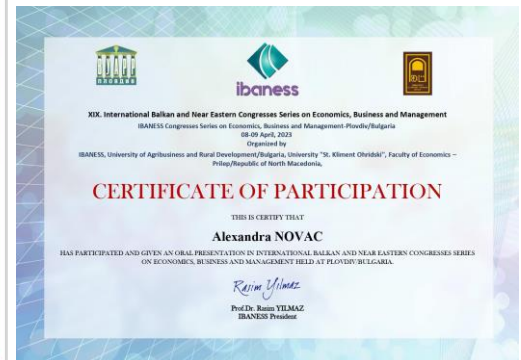 ПЛОВДИВ
ibaness
XIX. International Balkan and Near Eastern Congresses Series on Economics, Business and Management
IBANESS Congresses Series on Economics, Business and Management-Plovdiv/Bulgaria
08-09 April, 2023
Organized by
IBANESS, University of Agribusiness and Rural Development/Bulgaria, University "St. Kliment Ohridski", Faculty of Economics –
Prilep/Republic of North Macedonia,
CERTIFICATE OF PARTICIPATION
THIS IS CERTIFY THAT
Alexandra NOVAC
HAS PARTICIPATED AND GIVEN AN ORAL PRESENTATION IN INTERNATIONAL BALKAN AND NEAR EASTERN CONGRESSES SERIES
ON ECONOMICS, BUSINESS AND MANAGEMENT HELD AT PLOVDIV/BULGARIA.
Rasim Yılmaz
Prof.Dr. Rasim YILMAZ
IBANESS President